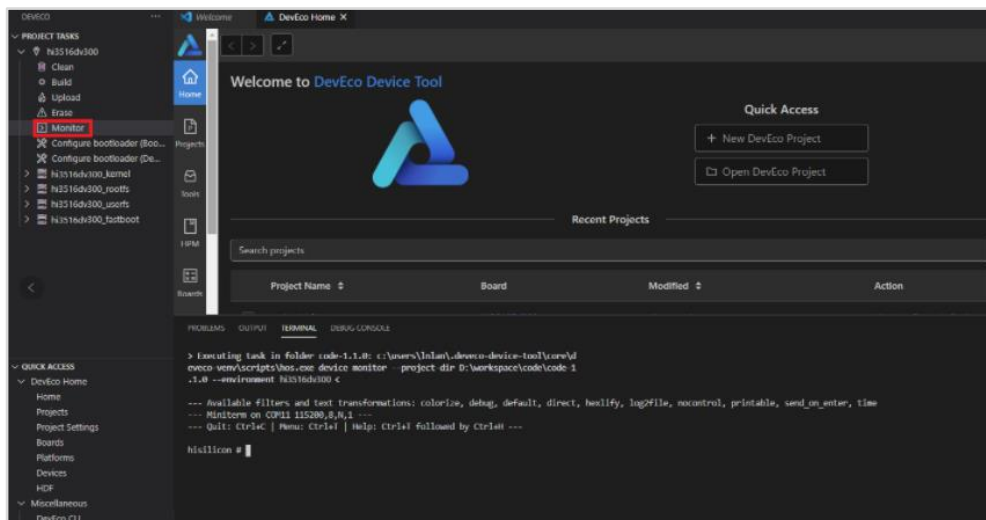 DEVECO
PROJECT TASKS
hi3516dv300
Clean
Build
Upload
Erase
Monitor
Configure bootloader (Boo...
Configure bootloader (De...
hi3516dv300_kernel
hi3516dv300_rootfs
hi3516dv300_userfs
hi3516dv300_fastboot
QUICK ACCESS
DevEco Home
Home
Projects
Project Settings
Boards
Platforms
Devices
HDF
Miscellaneous
DevEco CLI
Welcome
DevEco Home
Home
Projects
Tools
HPM
Boards
Welcome to DevEco Device Tool
Quick Access
+ New DevEco Project
Open DevEco Project
Recent Projects
Search projects
Project Name Board Modified Action
PROBLEMS OUTPUT TERMINAL DEBUG CONSOLE
> Executing task in folder code-1.1.0: c:\users\lnlan\.deveco-device-tool\core\d
eveco-venv\scripts\hos.exe device monitor --project-dir D:\workspace\code\code-1
.1.0 --environment hi3516dv300 <
--- Available filters and text transformations: colorize, debug, default, direct, hexlify, log2file, nocontrol, printable, send_on_enter, time
--- Miniterm on COM11 115200,8,N,1 ---
--- Quit: Ctrl+C | Menu: Ctrl+T | Help: Ctrl+T followed by Ctrl+H ---
hisilicon #